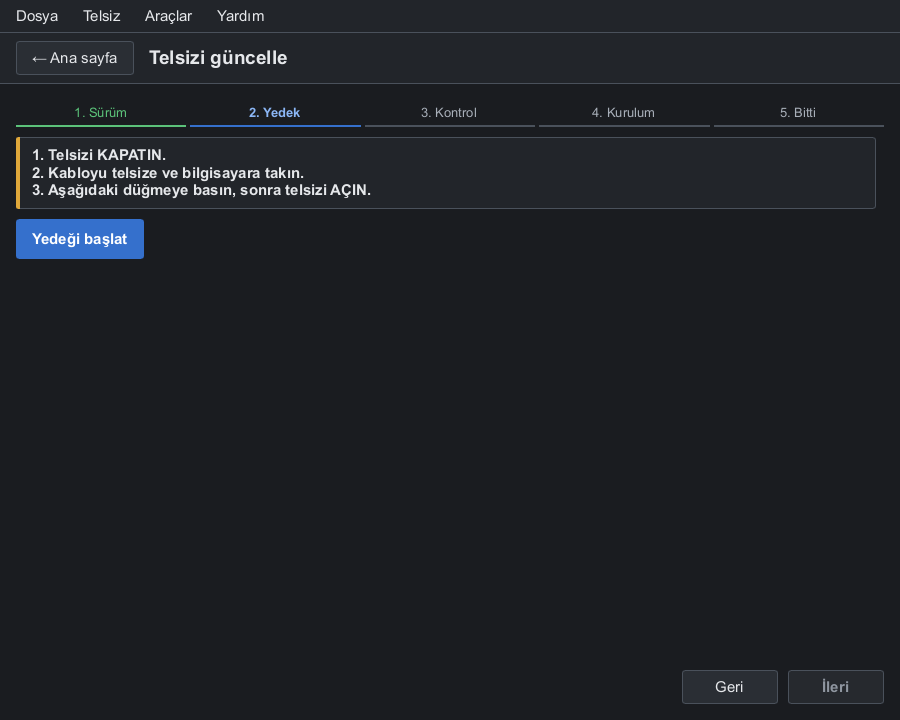 Dosya Telsiz Araçlar Yardım
← Ana sayfa Telsizi güncelle
1. Sürüm 2. Yedek 3. Kontrol 4. Kurulum 5. Bitti
1. Telsizi KAPATIN.
2. Kabloyu telsize ve bilgisayara takın.
3. Aşağıdaki düğmeye basın, sonra telsizi AÇIN.
Yedeği başlat
Geri İleri